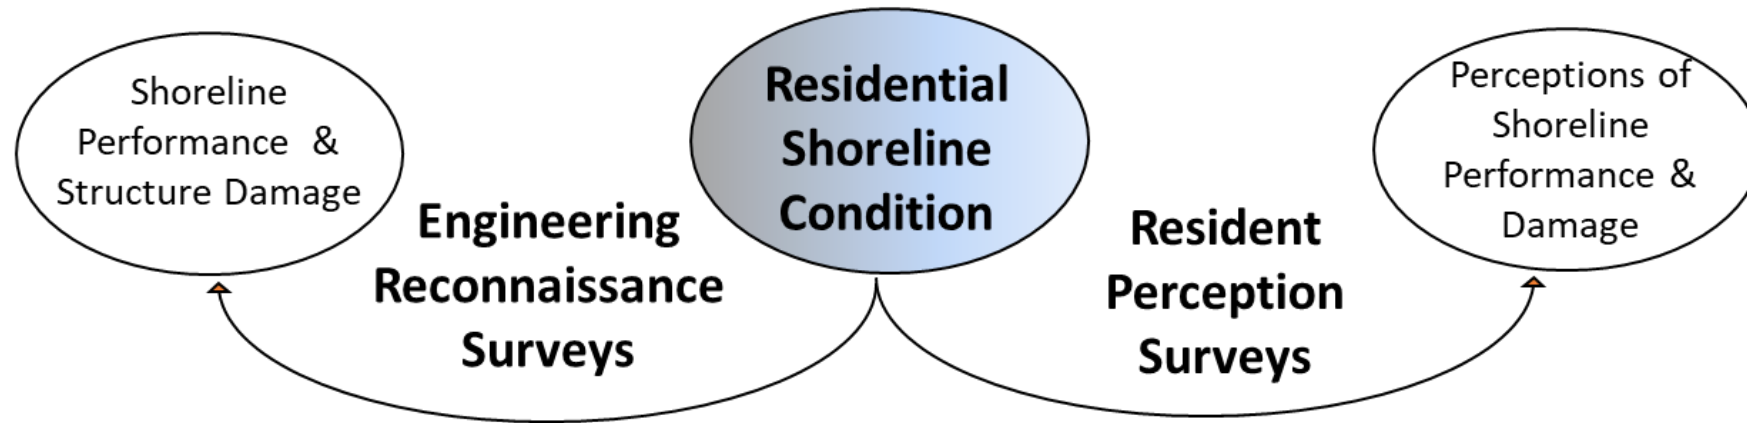 Shoreline
Performance & 
Structure Damage
Engineering
Reconnaissance
Surveys
Residential
Shoreline
Condition
Resident
Perception
Surveys
Perceptions of
Shoreline
Performance &
Damage